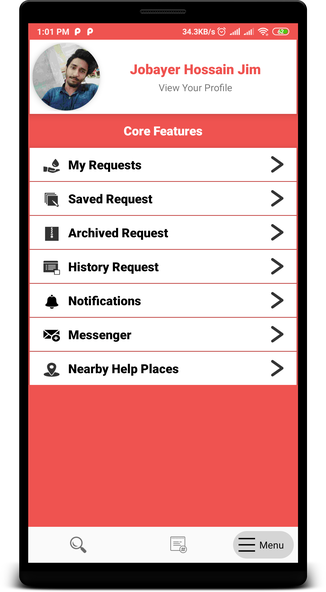 1:01 PM
34.3KB/s
62
Jobayer Hossain Jim
View Your Profile
Core Features
My Requests
Saved Request
Archived Request
History Request
Notifications
Messenger
Nearby Help Places
Menu